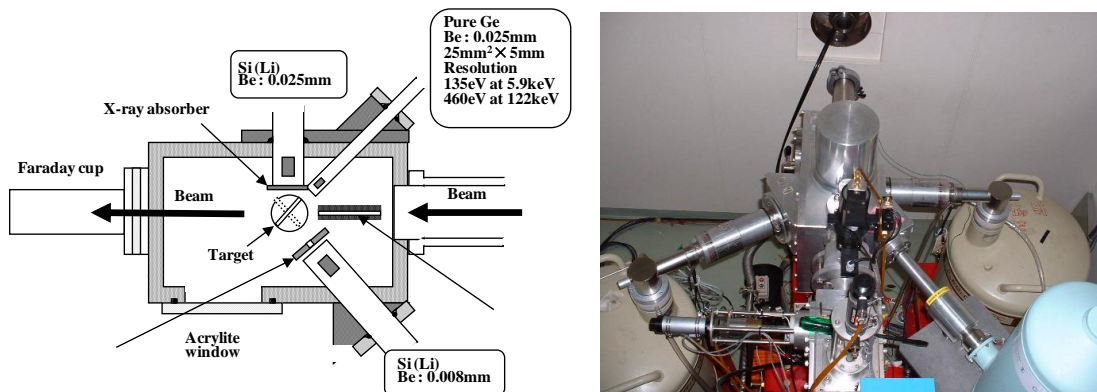 Pure Ge
Be : 0.025mm
25mm²×5mm
Resolution
135eV at 5.9keV
460eV at 122keV
Si(Li)
Be : 0.025mm
X-ray absorber
Faraday cup
Beam
Beam
Target
Acrylite
window
Si(Li)
Be : 0.008mm